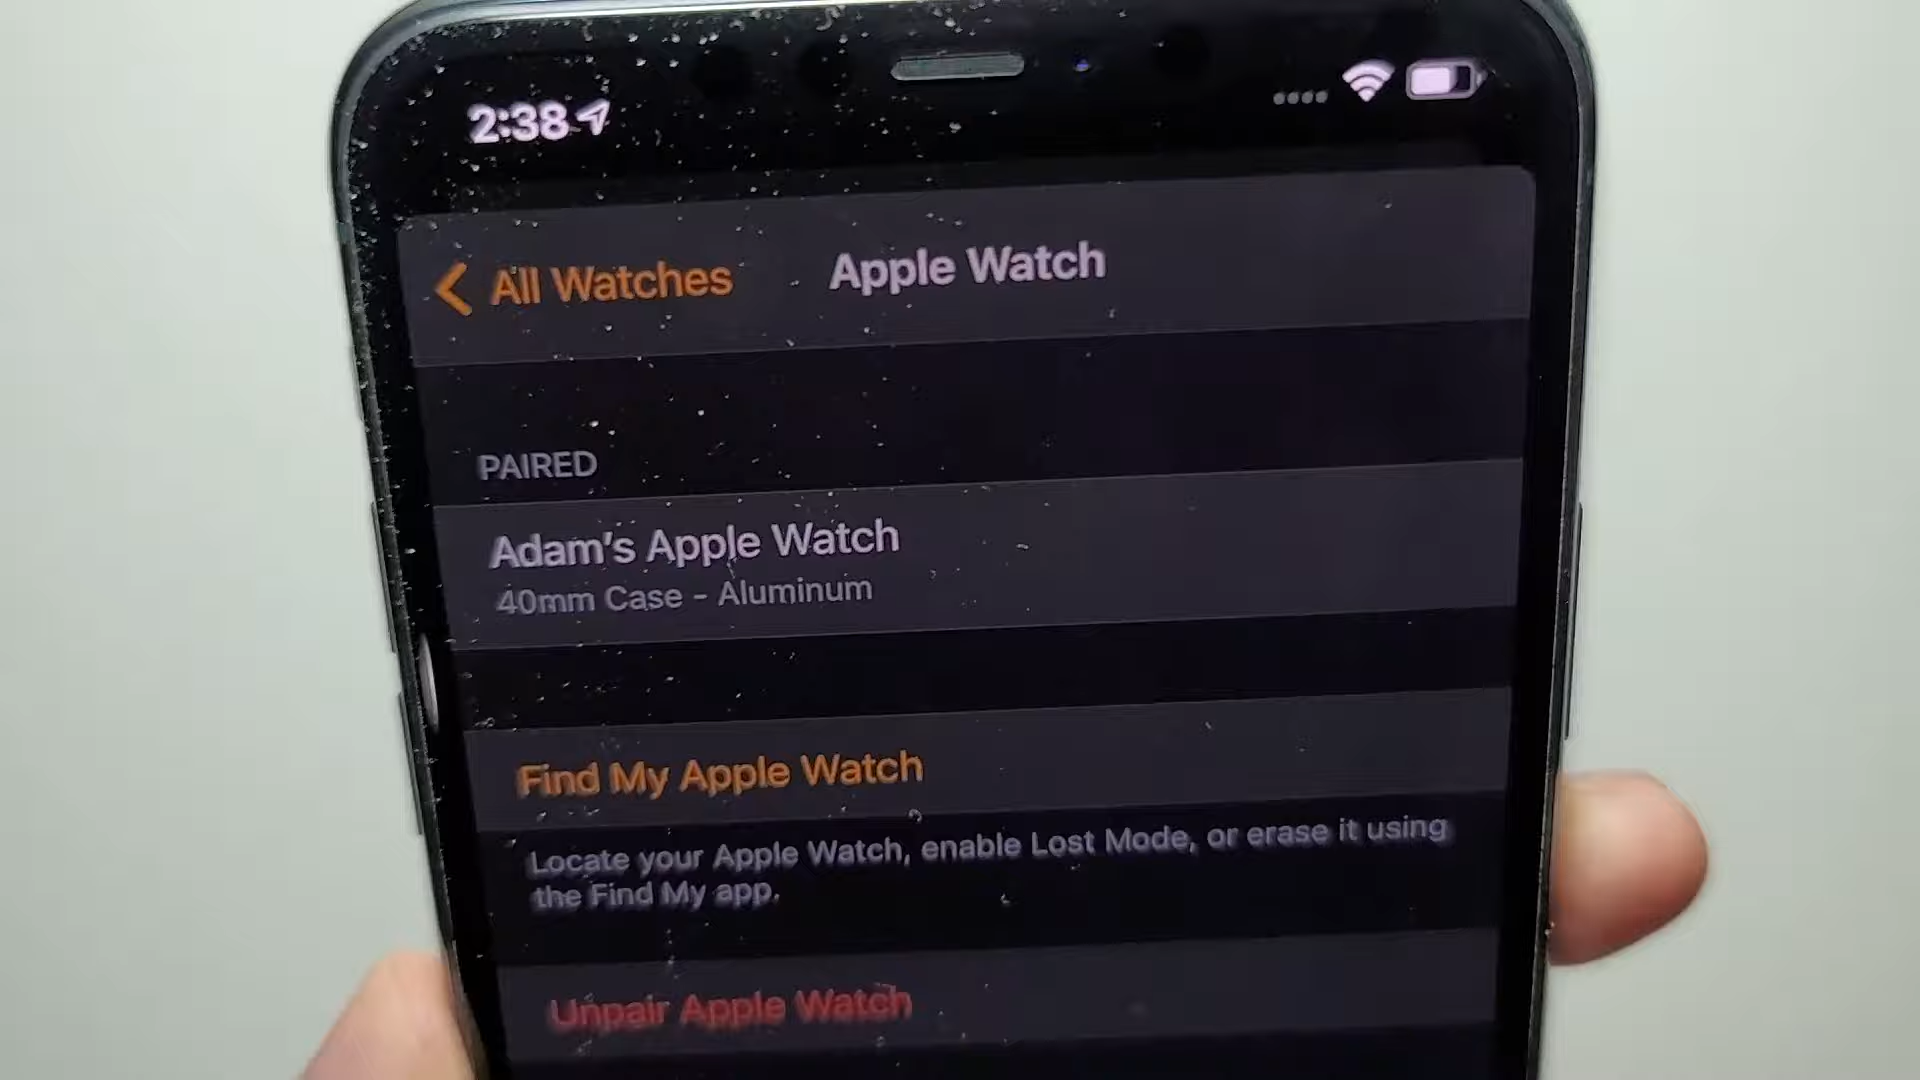 2:38
All Watches
Apple Watch
PAIRED
Adam's Apple Watch
40mm Case - Aluminum
Find My Apple Watch
Locate your Apple Watch, enable Lost Mode, or erase it using
the Find My app.
Unpair Apple Watch